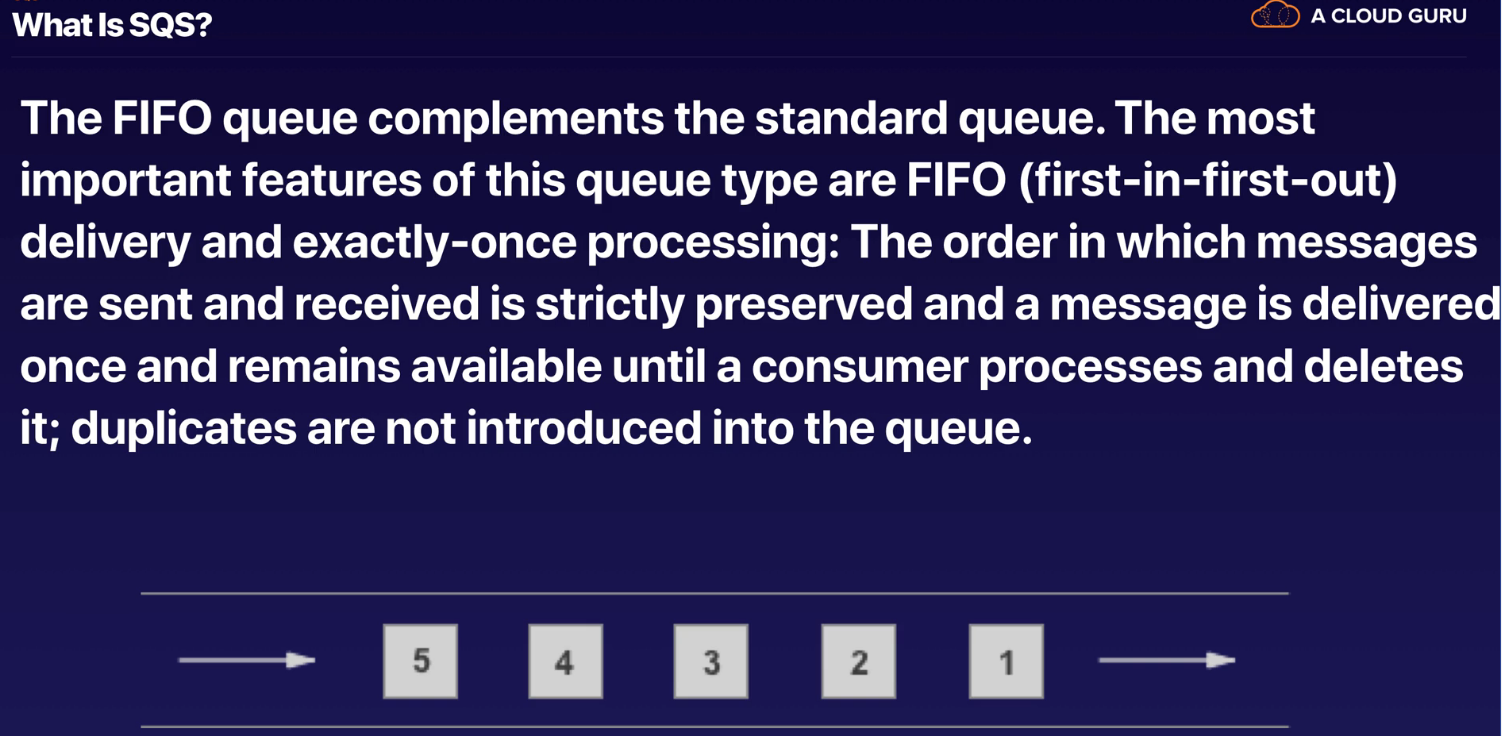 What Is SQS?
A CLOUD GURU
The FIFO queue complements the standard queue. The most
important features of this queue type are FIFO (first-in-first-out)
delivery and exactly-once processing: The order in which messages
are sent and received is strictly preserved and a message is delivered
once and remains available until a consumer processes and deletes
it; duplicates are not introduced into the queue.
5 4 3 2 1